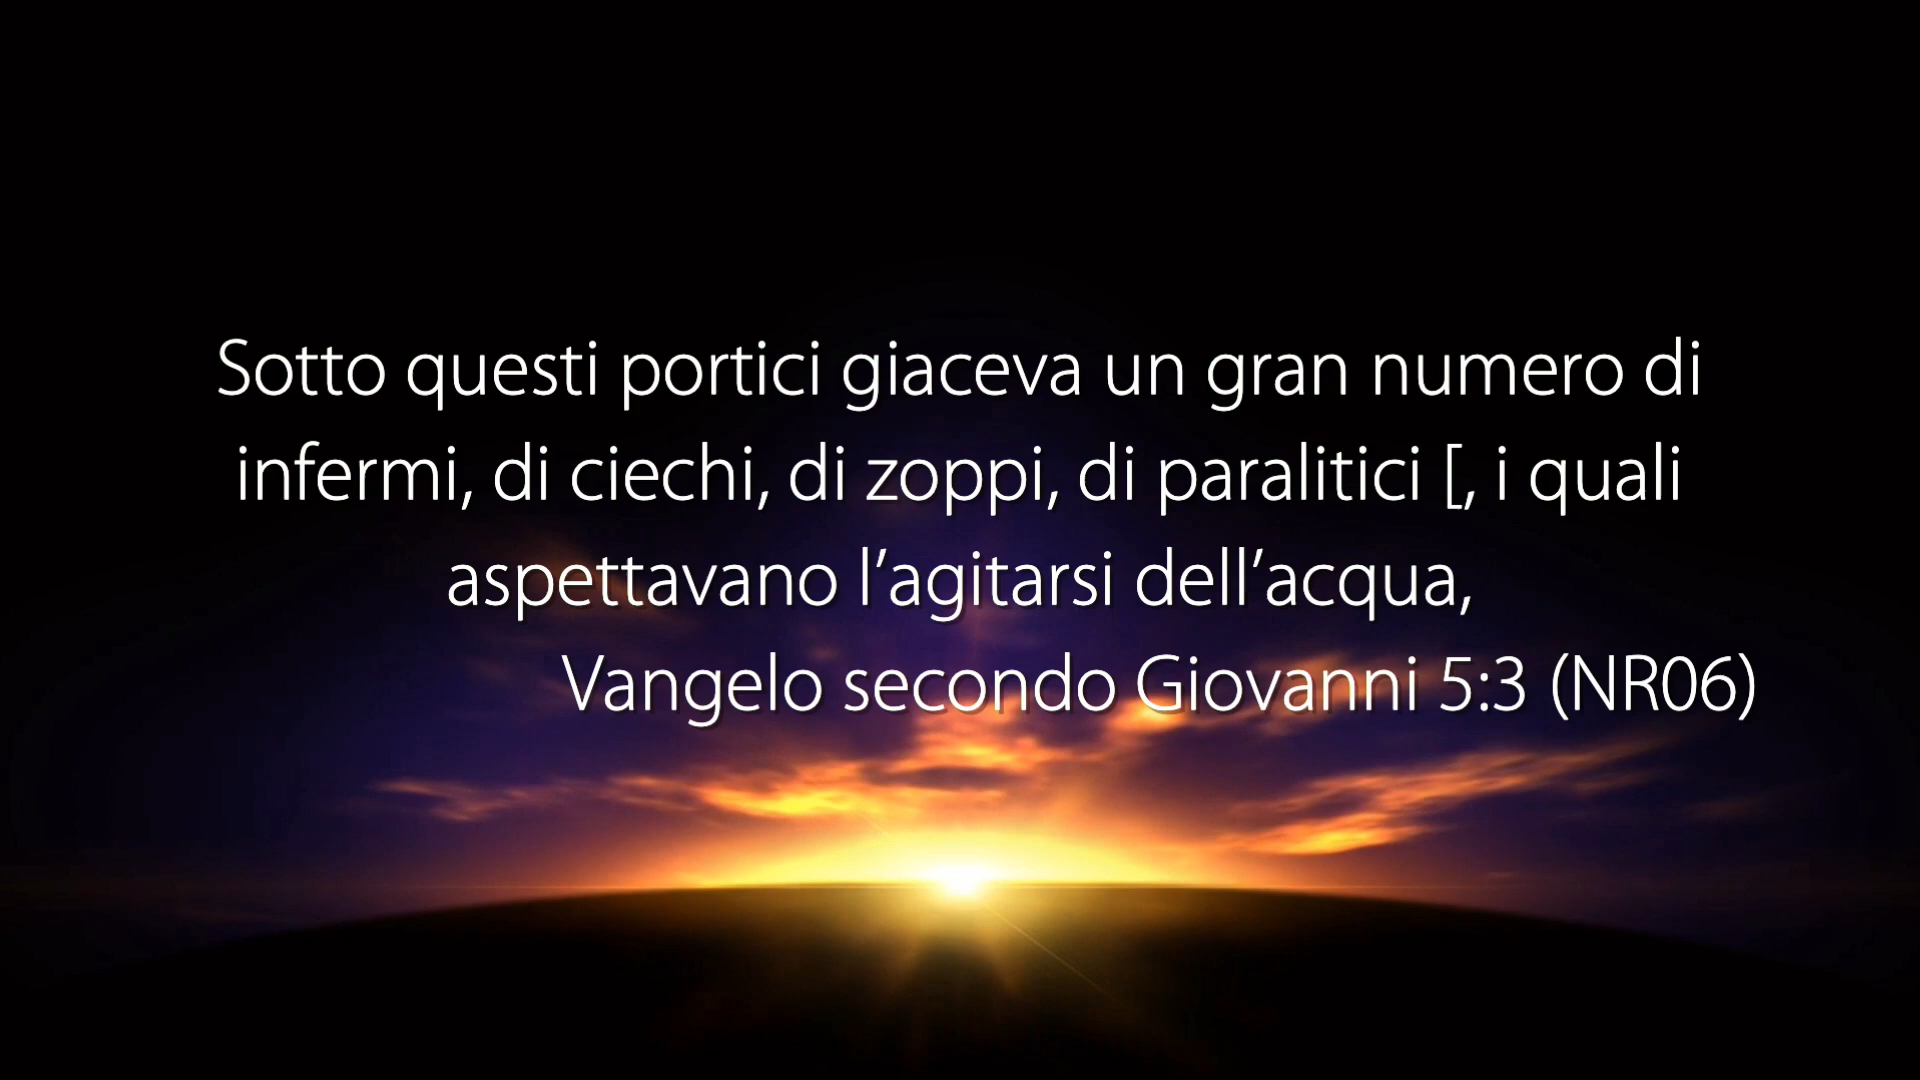 Sotto questi portici giaceva un gran numero di
infermi, di ciechi, di zoppi, di paralitici [, i quali
aspettavano l’agitarsi dell’acqua,
Vangelo secondo Giovanni 5:3 (NR06)